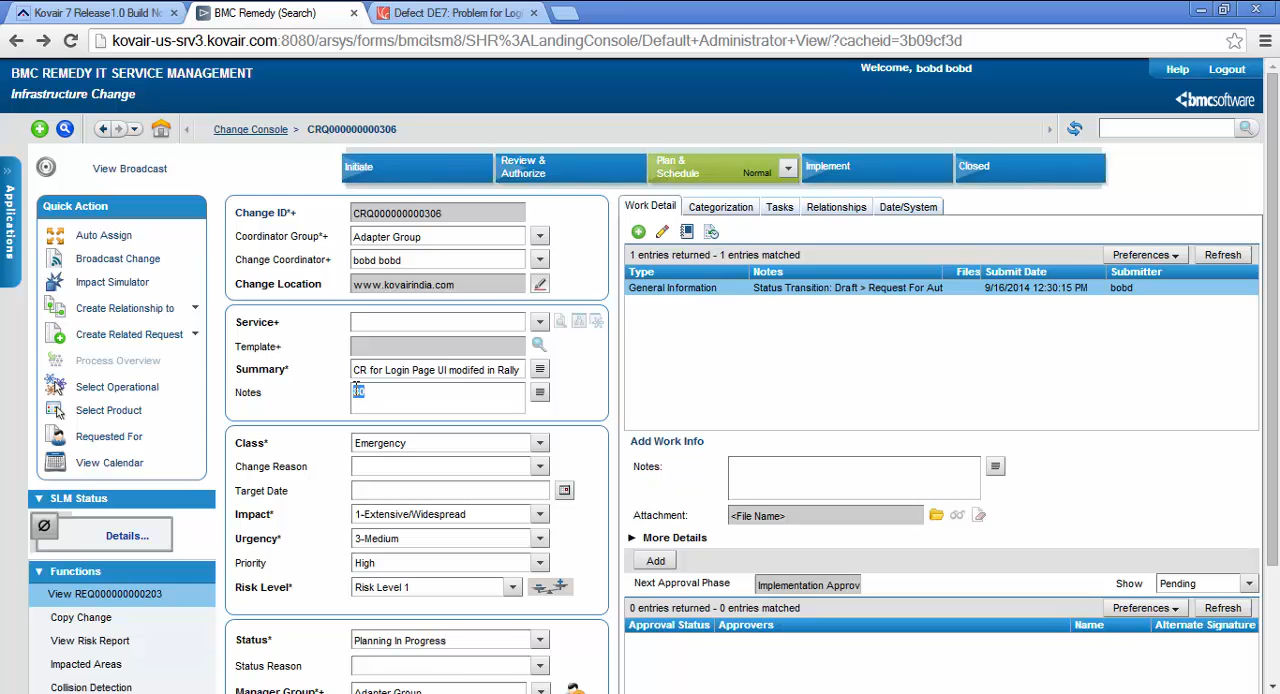 Kovair 7 Release1.0 Build No
BMC Remedy (Search)
Defect DE7: Problem for Log
kovair-us-srv3.kovair.com:8080/arsys/forms/bmcitsm8/SHR%3ALandingConsole/Default+Administrator+View/?cacheid=3b09cf3d
BMC REMEDY IT SERVICE MANAGEMENT
Welcome, bobd bobd
Help
Logout
Infrastructure Change
bmcsoftware
Change Console > CRQ000000000306
View Broadcast
Initiate
Review &
Authorize
Plan &
Schedule
Normal
Implement
Closed
Applications
Quick Action
Auto Assign
Broadcast Change
Impact Simulator
Create Relationship to
Create Related Request
Process Overview
Select Operational
Select Product
Requested For
View Calendar
SLM Status
Details...
Functions
View REQ000000000203
Copy Change
View Risk Report
Impacted Areas
Collision Detection
Change ID*+ CRQ000000000306
Coordinator Group*+ Adapter Group
Change Coordinator+ bobd bobd
Change Location www.kovairindia.com
Service+
Template+
Summary* CR for Login Page UI modifed in Rally
Notes
Class* Emergency
Change Reason
Target Date
Impact* 1-Extensive/Widespread
Urgency* 3-Medium
Priority High
Risk Level* Risk Level 1
Status* Planning In Progress
Status Reason
Manager Group*+ Adapter Group
Work Detail Categorization Tasks Relationships Date/System
1 entries returned - 1 entries matched Preferences Refresh
Type Notes Files Submit Date Submitter
General Information Status Transition: Draft > Request For Aut 9/16/2014 12:30:15 PM bobd
Add Work Info
Notes:
Attachment: <File Name>
More Details
Add
Next Approval Phase Implementation Approv Show Pending
0 entries returned - 0 entries matched Preferences Refresh
Approval Status Approvers Name Alternate Signature